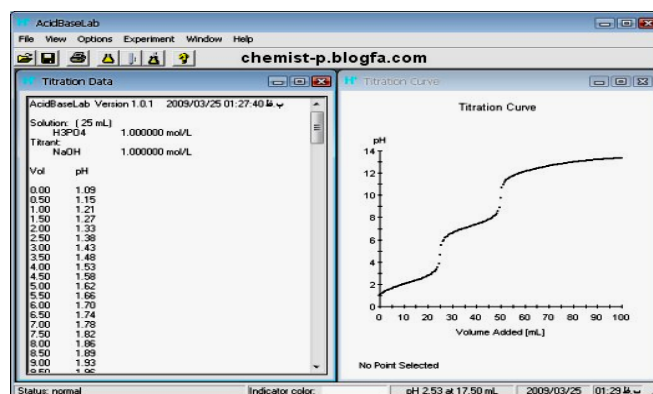 AcidBaseLab
File View Options Experiment Window Help
chemist-p.blogfa.com
Titration Data
AcidBaseLab Version 1.0.1 2009/03/25 01:27:40 ب.ظ
Solution: (25 mL)
H3PO4 1.000000 mol/L
Titrant:
NaOH 1.000000 mol/L
Vol pH
0.00 1.09
0.50 1.15
1.00 1.21
1.50 1.27
2.00 1.33
2.50 1.38
3.00 1.43
3.50 1.48
4.00 1.53
4.50 1.58
5.00 1.62
5.50 1.66
6.00 1.70
6.50 1.74
7.00 1.78
7.50 1.82
8.00 1.86
8.50 1.89
9.00 1.93
9.50 1.96
Titration Curve
Titration Curve
pH
14
12
10
8
6
4
2
0
0 10 20 30 40 50 60 70 80 90 100
Volume Added [mL]
No Point Selected
Status: normal
Indicator color:
pH 2.53 at 17.50 mL
2009/03/25
01:29 ب.ظ